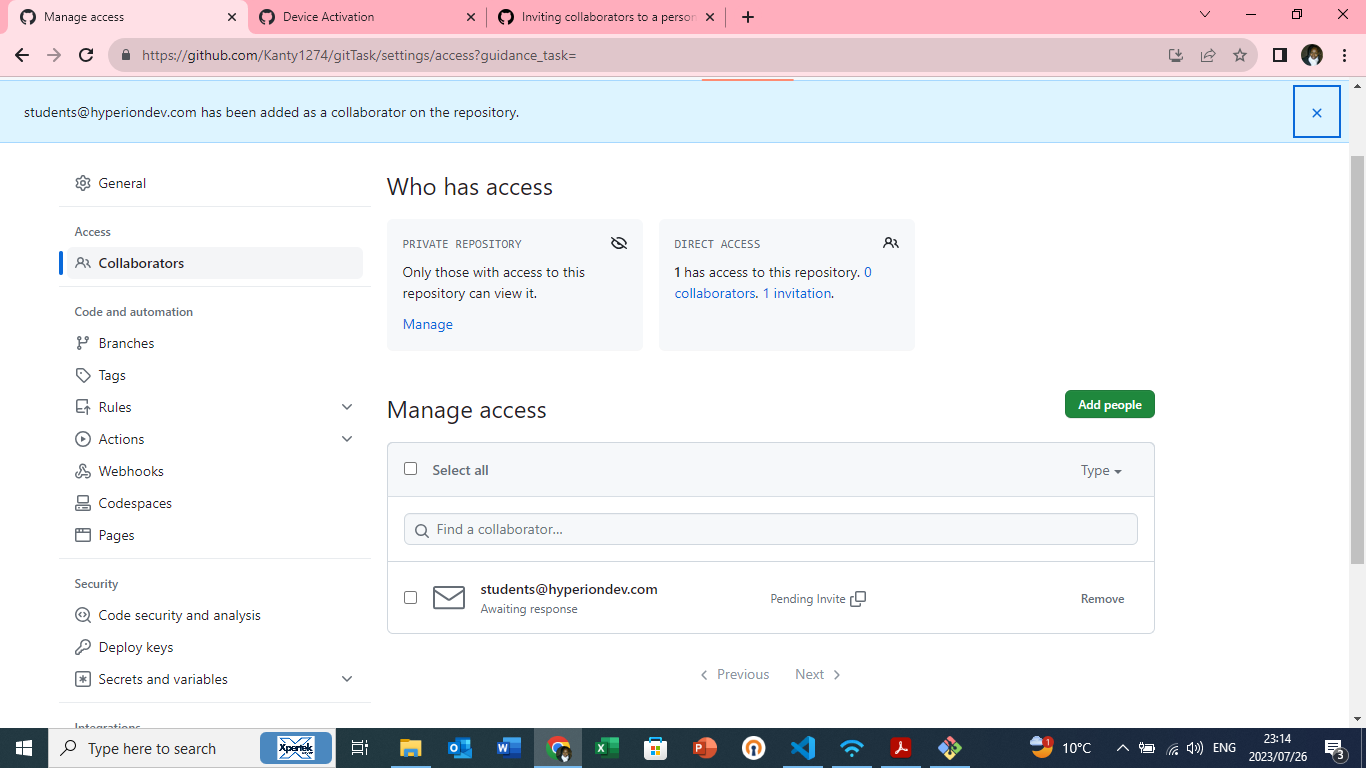 Manage access
Device Activation
Inviting collaborators to a person
https://github.com/Kanty1274/gitTask/settings/access?guidance_task=
students@hyperiondev.com has been added as a collaborator on the repository.
General
Access
Collaborators
Code and automation
Branches
Tags
Rules
Actions
Webhooks
Codespaces
Pages
Security
Code security and analysis
Deploy keys
Secrets and variables
Integrations
Who has access
PRIVATE REPOSITORY
Only those with access to this
repository can view it.
Manage
DIRECT ACCESS
1 has access to this repository. 0
collaborators. 1 invitation.
Manage access
Add people
Select all
Type
Find a collaborator...
students@hyperiondev.com
Awaiting response
Pending Invite
Remove
Previous
Next
Type here to search
Xpertek
10°C
ENG
23:14
2023/07/26
3